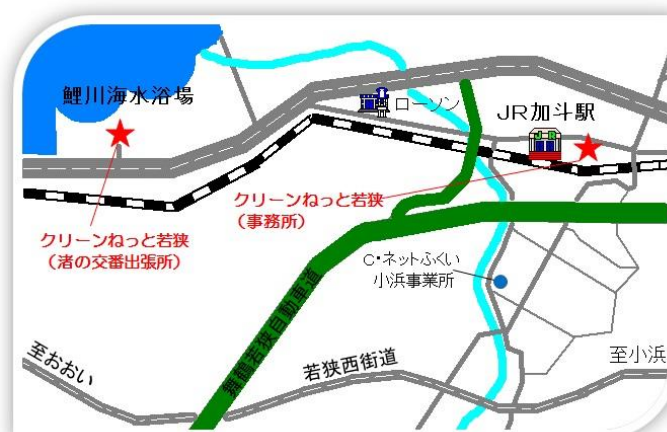 鯉川海水浴場
ローソン
JR加斗駅
JR
クリーンねっと若狭
(事務所)
クリーンねっと若狭
(渚の交番出張所)
C・ネットふくい
小浜事業所
舞鶴若狭自動車道
至おおい
若狭西街道
至小浜